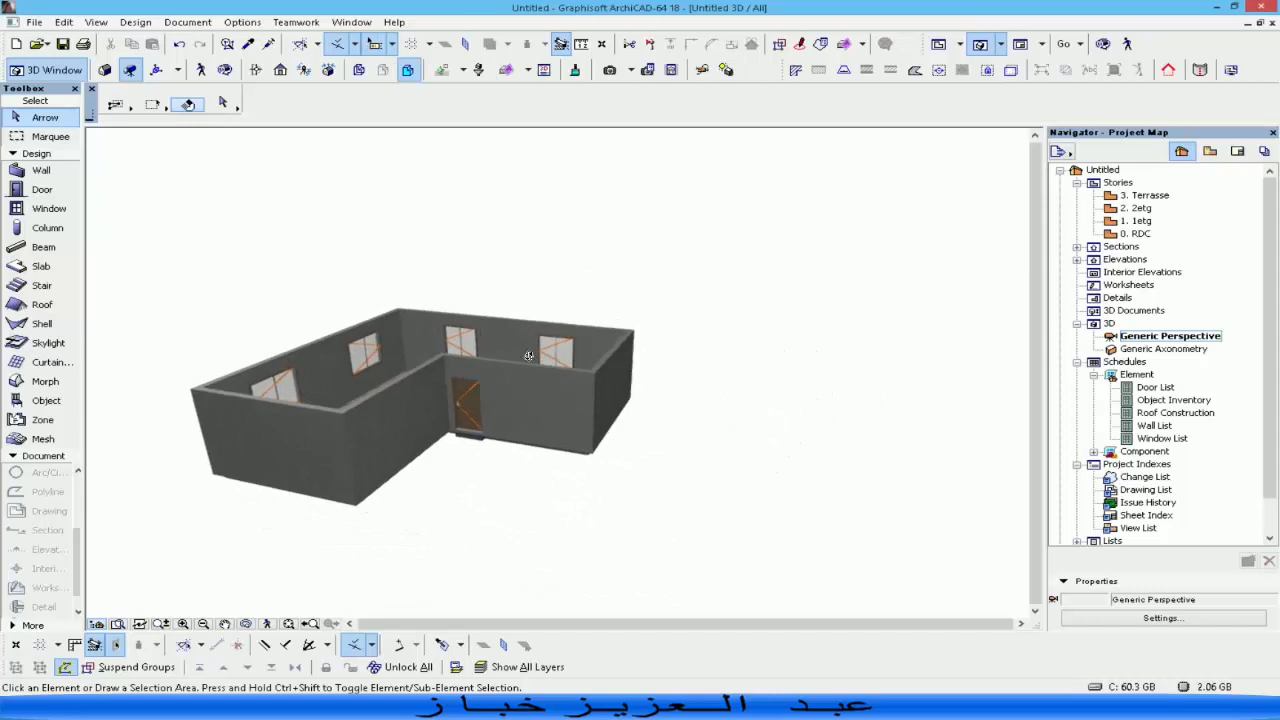 Untitled - Graphisoft ArchiCAD-64 18 - [Untitled 3D / All]
File Edit View Design Document Options Teamwork Window Help
Go
3D Window
Toolbox
Select
Arrow
Marquee
Design
Wall
Door
Window
Column
Beam
Slab
Stair
Roof
Shell
Skylight
Curtain...
Morph
Object
Zone
Mesh
Document
Arc/Ci...
Polyline
Drawing
Section
Elevat...
Interi...
Works...
Detail
More
Navigator - Project Map
Untitled
Stories
3. Terrasse
2. 2etg
1. 1etg
0. RDC
Sections
Elevations
Interior Elevations
Worksheets
Details
3D Documents
3D
Generic Perspective
Generic Axonometry
Schedules
Element
Door List
Object Inventory
Roof Construction
Wall List
Window List
Component
Project Indexes
Change List
Drawing List
Issue History
Sheet Index
View List
Lists
Properties
Generic Perspective
Settings...
Suspend Groups
Unlock All
Show All Layers
Click an Element or Draw a Selection Area. Press and Hold Ctrl+Shift to Toggle Element/Sub-Element Selection.
C: 60.3 GB
2.06 GB
عبد العزيز خباز